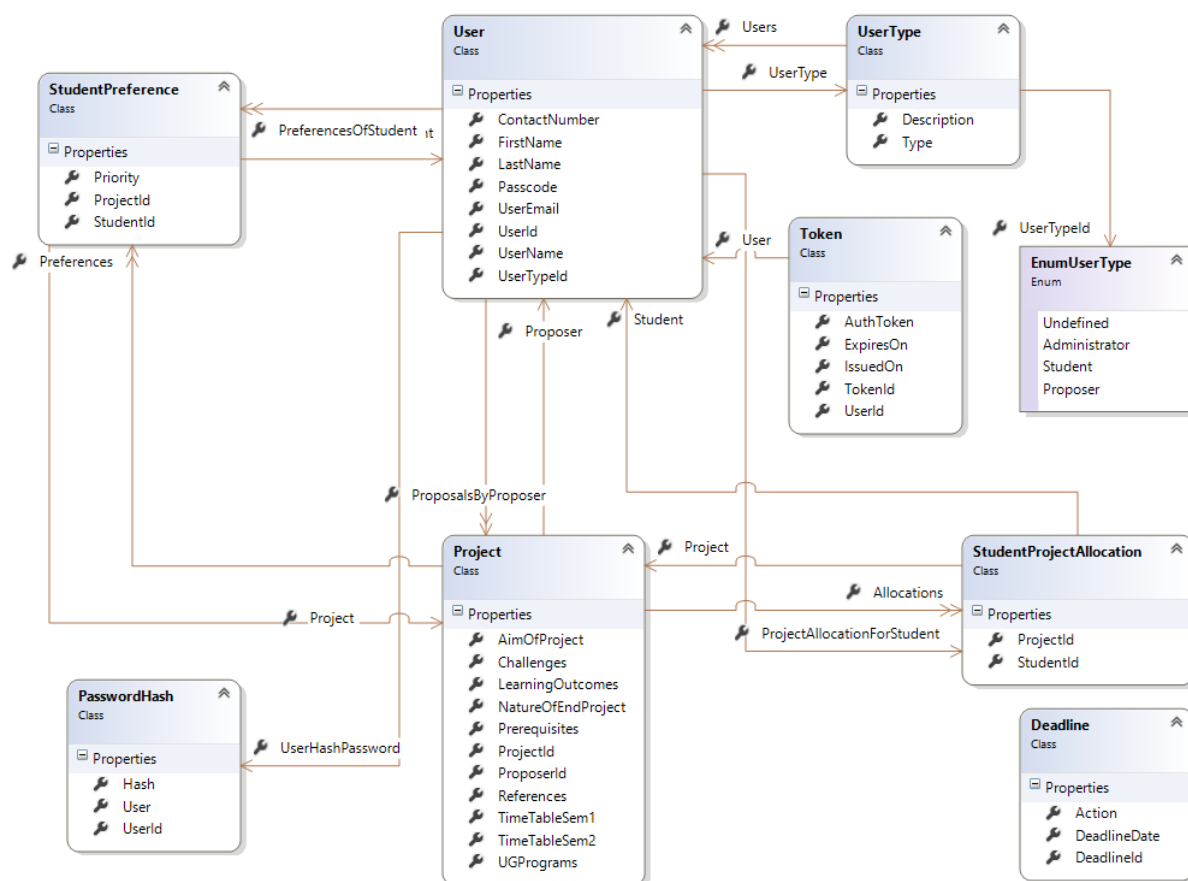 User
Class
Properties
ContactNumber
FirstName
LastName
Passcode
UserEmail
UserId
UserName
UserTypeId
Users
UserType
UserType
Class
Properties
Description
Type
StudentPreference
Class
Properties
Priority
ProjectId
StudentId
PreferencesOfStudent
Preferences
User
Token
Class
Properties
AuthToken
ExpiresOn
IssuedOn
TokenId
UserId
UserTypeId
EnumUserType
Enum
Undefined
Administrator
Student
Proposer
Proposer
Student
ProposalsByProposer
Project
Class
Properties
AimOfProject
Challenges
LearningOutcomes
NatureOfEndProject
Prerequisites
ProjectId
ProposerId
References
TimeTableSem1
TimeTableSem2
UGPrograms
Project
Project
Allocations
ProjectAllocationForStudent
StudentProjectAllocation
Class
Properties
ProjectId
StudentId
PasswordHash
Class
Properties
Hash
User
UserId
UserHashPassword
Deadline
Class
Properties
Action
DeadlineDate
DeadlineId